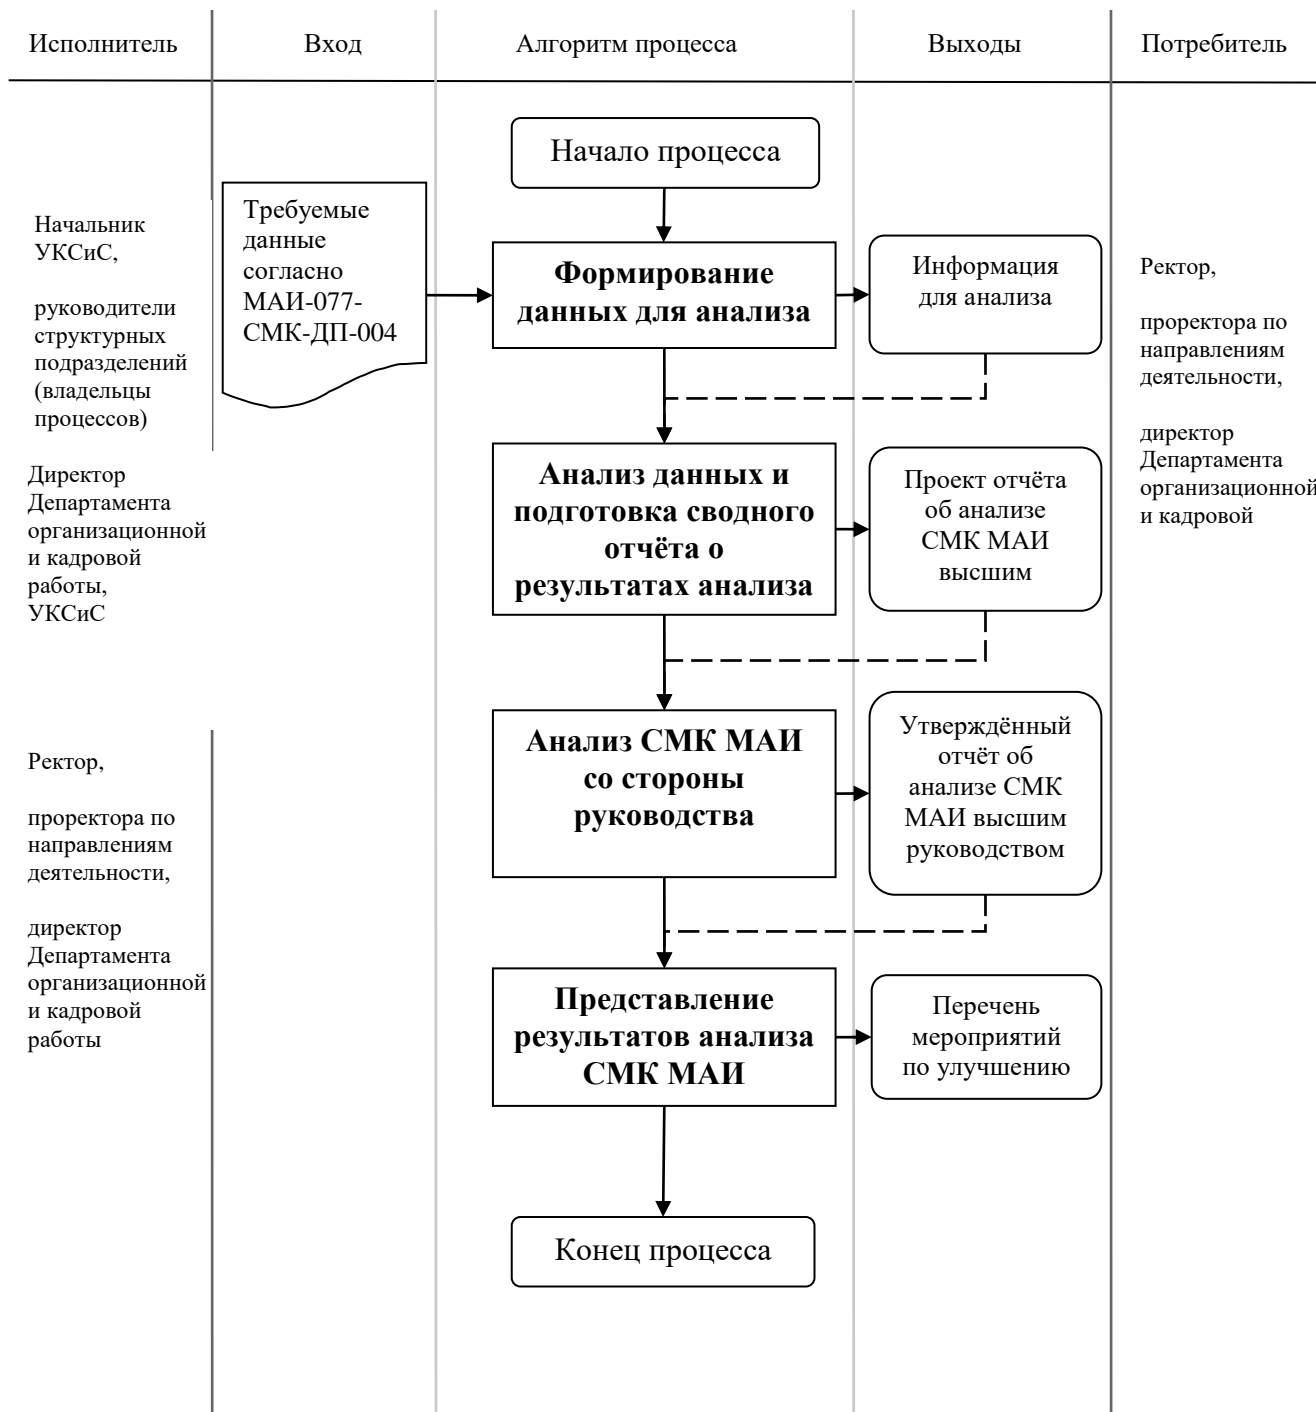 Исполнитель
Вход
Алгоритм процесса
Выходы
Потребитель
Начало процесса
Начальник
УКСиС,
руководители
структурных
подразделений
(владельцы
процессов)
Требуемые
данные
согласно
МАИ-077-
СМК-ДП-004
Формирование
данных для анализа
Информация
для анализа
Ректор,
проректора по
направлениям
деятельности,
директор
Департамента
организационной
и кадровой
Директор
Департамента
организационной
и кадровой
работы,
УКСиС
Анализ данных и
подготовка сводного
отчёта о
результатах анализа
Проект отчёта
об анализе
СМК МАИ
высшим
Ректор,
проректора по
направлениям
деятельности,
директор
Департамента
организационной
и кадровой
работы
Анализ СМК МАИ
со стороны
руководства
Утверждённый
отчёт об
анализе СМК
МАИ высшим
руководством
Представление
результатов анализа
СМК МАИ
Перечень
мероприятий
по улучшению
Конец процесса